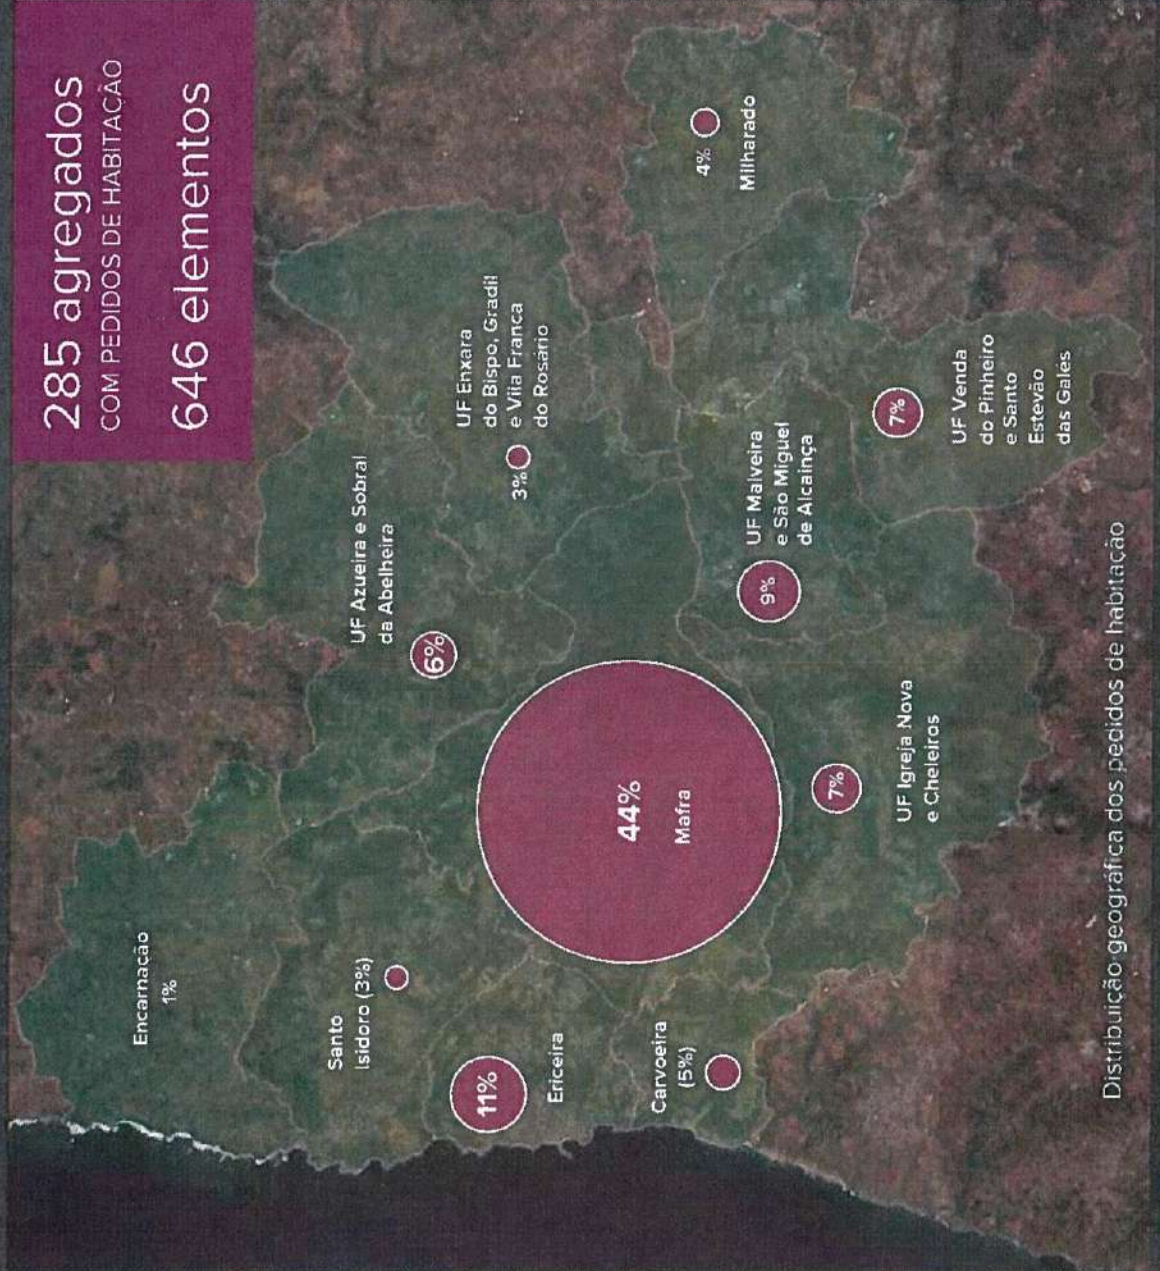 285 agregados
COM PEDIDOS DE HABITAÇÃO
646 elementos
Encarnação
1%
Santo
Isidoro (3%)
11%
Ericeira
Carvoeira
(5%)
44%
Mafra
UF Azueira e Sobral
da Abelheira
6%
UF Enxara
do Bispo, Gradil
e Vila Franca
do Rosário
3%
4%
Milharado
UF Malveira
e São Miguel
de Alcainça
9%
7%
UF Igreja Nova
e Cheleiros
7%
UF Venda
do Pinheiro
e Santo
Estevão
das Galés
Distribuição geográfica dos pedidos de habitação